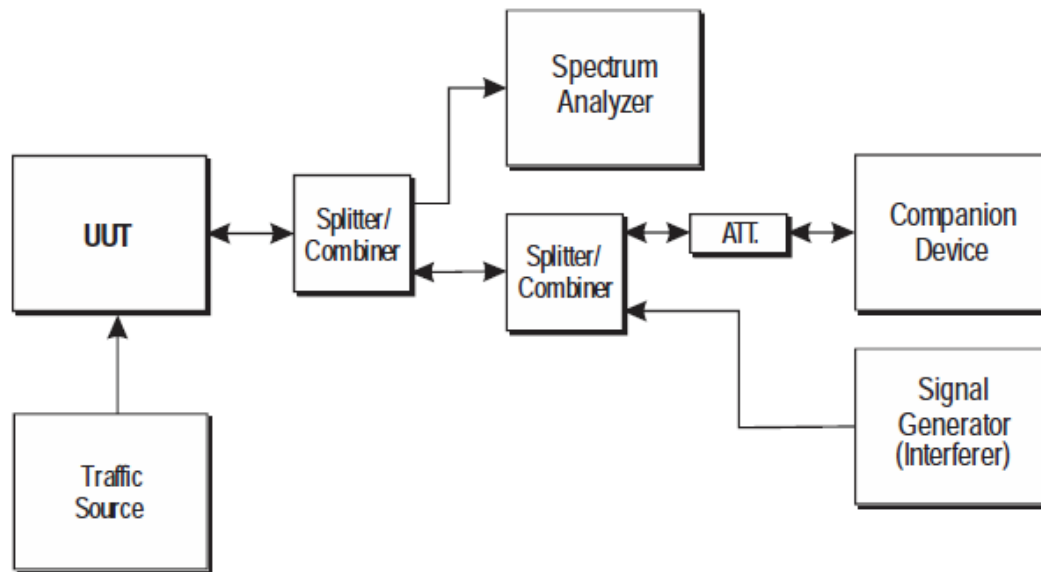 Spectrum
Analyzer
UUT
Splitter/
Combiner
Splitter/
Combiner
ATT.
Companion
Device
Signal
Generator
(Interferer)
Traffic
Source